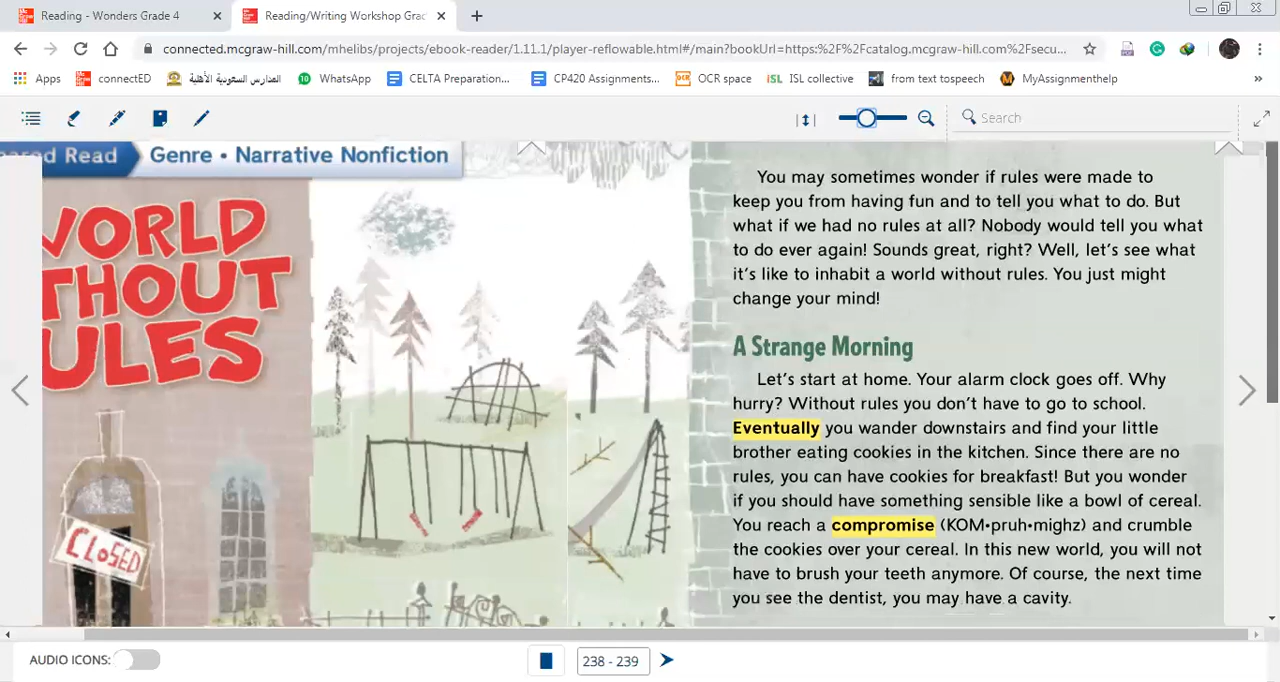 Reading - Wonders Grade 4
Reading/Writing Workshop Grac
connected.mcgraw-hill.com/mhelibs/projects/ebook-reader/1.11.1/player-reflowable.html#/main?bookUrl=https:%2F%2Fcatalog.mcgraw-hill.com%2Fsecu...
Apps connectED المدارس السعودية الأهلية WhatsApp CELTA Preparation... CP420 Assignments... OCR space iSL ISL collective from text tospeech MyAssignmenthelp »
Search
ared Read Genre • Narrative Nonfiction
WORLD
THOUT
ULES
CLOSED
You may sometimes wonder if rules were made to
keep you from having fun and to tell you what to do. But
what if we had no rules at all? Nobody would tell you what
to do ever again! Sounds great, right? Well, let's see what
it's like to inhabit a world without rules. You just might
change your mind!
A Strange Morning
Let's start at home. Your alarm clock goes off. Why
hurry? Without rules you don't have to go to school.
Eventually you wander downstairs and find your little
brother eating cookies in the kitchen. Since there are no
rules, you can have cookies for breakfast! But you wonder
if you should have something sensible like a bowl of cereal.
You reach a compromise (KOM•pruh•mighz) and crumble
the cookies over your cereal. In this new world, you will not
have to brush your teeth anymore. Of course, the next time
you see the dentist, you may have a cavity.
AUDIO ICONS:
238 - 239